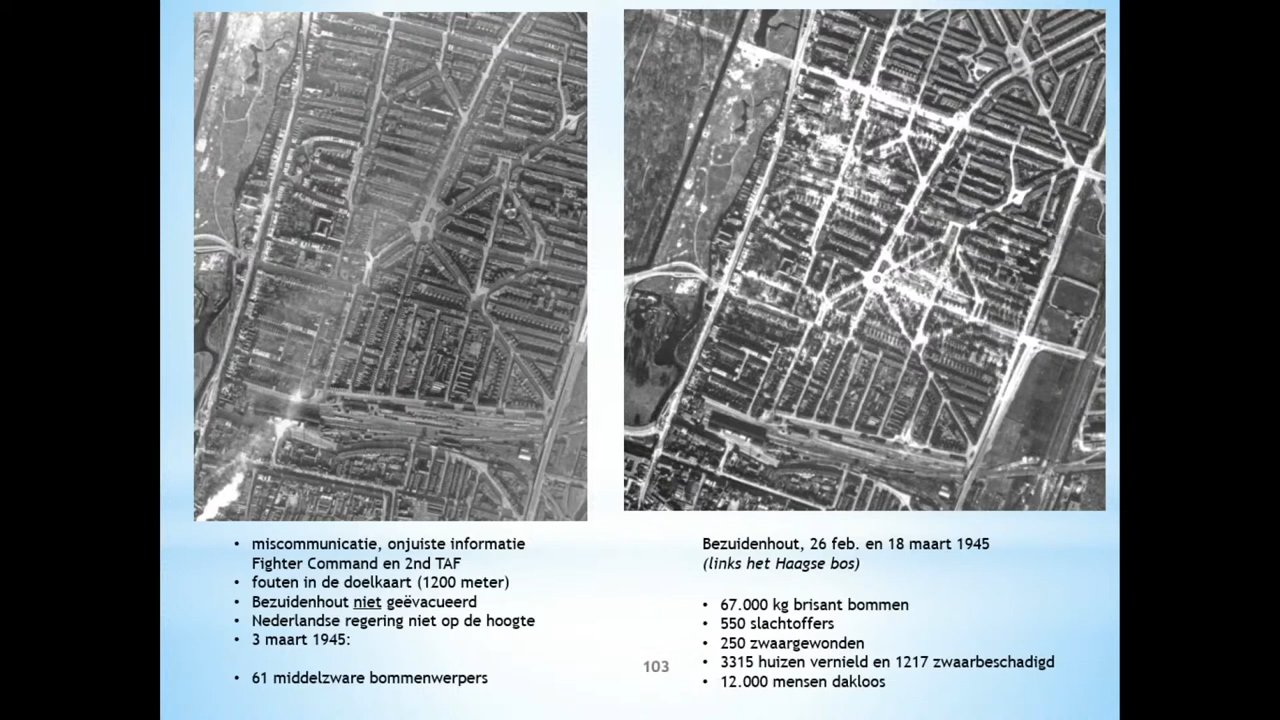 • miscommunicatie, onjuiste informatie
Fighter Command en 2nd TAF
• fouten in de doelkaart (1200 meter)
• Bezuidenhout niet geëvacueerd
• Nederlandse regering niet op de hoogte
• 3 maart 1945:
• 61 middelzware bommenwerpers
103
Bezuidenhout, 26 feb. en 18 maart 1945
(links het Haagse bos)
• 67.000 kg brisant bommen
• 550 slachtoffers
• 250 zwaargewonden
• 3315 huizen vernield en 1217 zwaarbeschadigd
• 12.000 mensen dakloos